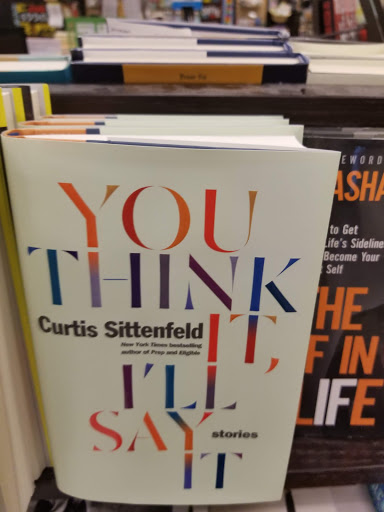 YOU
THINK
Curtis Sittenfeld
New York Times bestselling
author of Prep and Eligible
IT,
I'LL
SAY
stories
IT
EWORD
ASHA
to Get
Life's Sideline
Become Your
Self
HE
F IN
LIFE